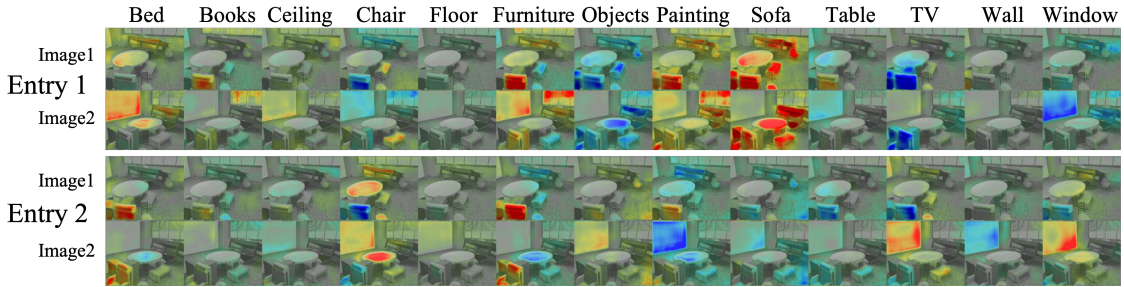 Bed Books Ceiling Chair Floor Furniture Objects Painting Sofa Table TV Wall Window
Image1
Entry 1
Image2
Image1
Entry 2
Image2